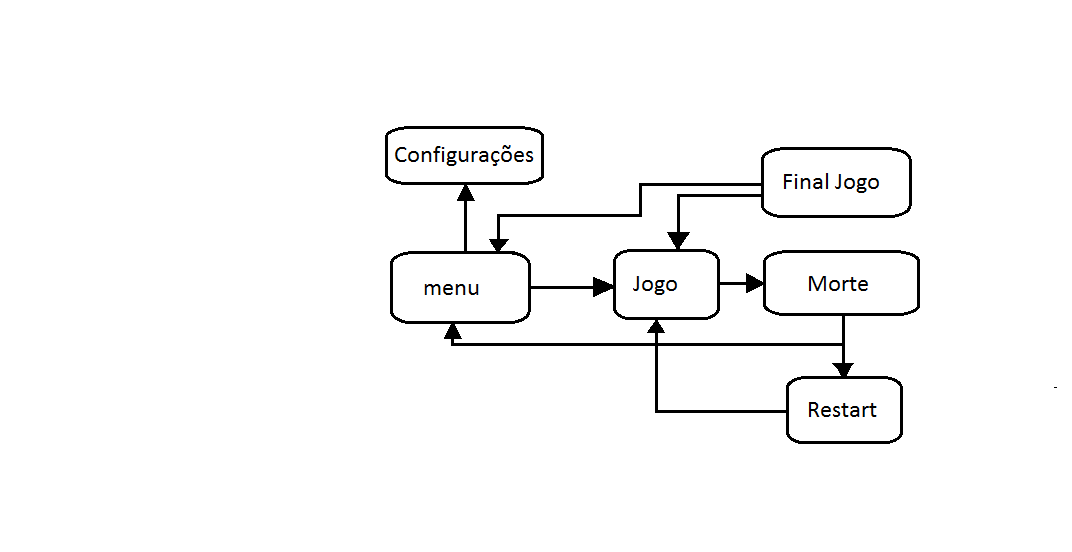 Configurações
Final Jogo
menu
Jogo
Morte
Restart